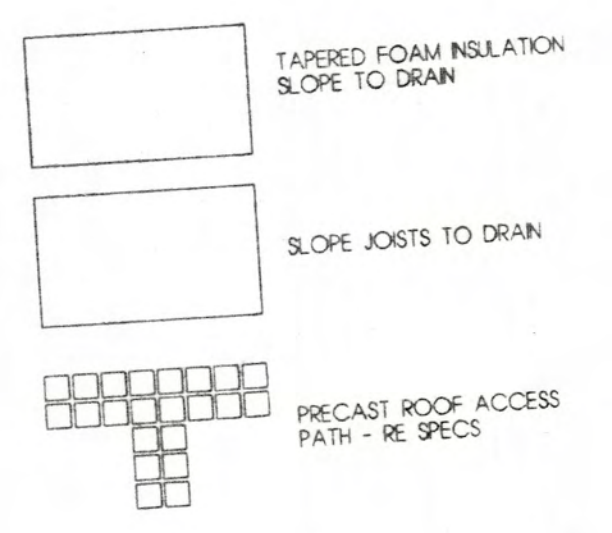 TAPERED FOAM INSULATION
SLOPE TO DRAIN
SLOPE JOISTS TO DRAIN
PRECAST ROOF ACCESS
PATH - RE SPECS